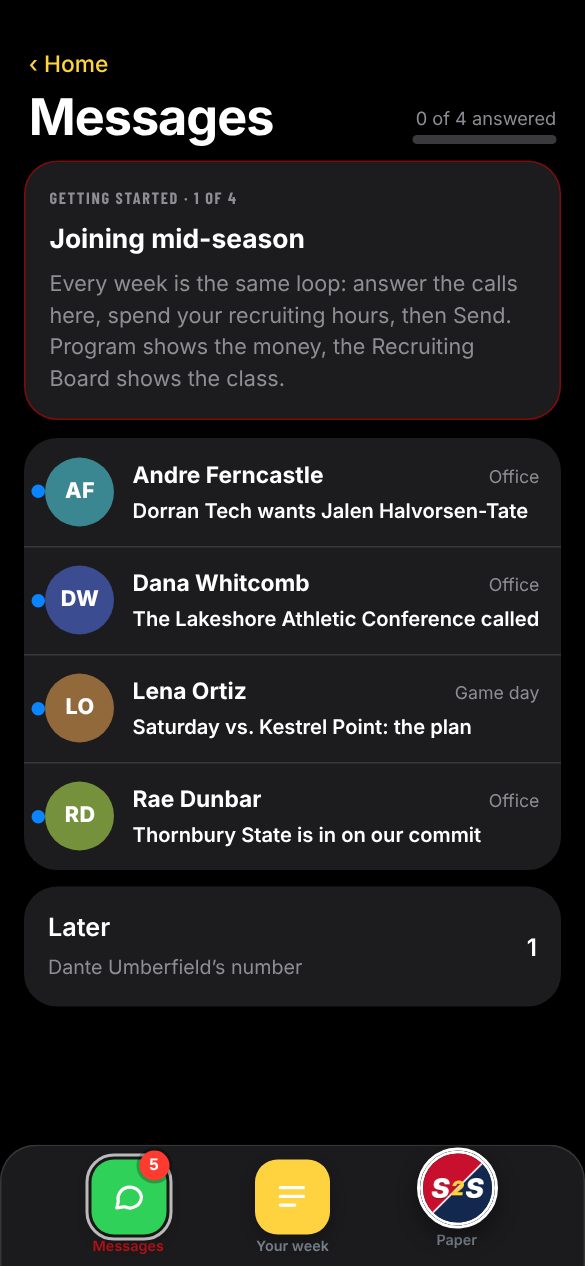 ‹ Home
Messages
0 of 4 answered
GETTING STARTED · 1 OF 4
Joining mid-season
Every week is the same loop: answer the calls
here, spend your recruiting hours, then Send.
Program shows the money, the Recruiting
Board shows the class.
AF
Andre Ferncastle
Office
Dorran Tech wants Jalen Halvorsen-Tate
DW
Dana Whitcomb
Office
The Lakeshore Athletic Conference called
LO
Lena Ortiz
Game day
Saturday vs. Kestrel Point: the plan
RD
Rae Dunbar
Office
Thornbury State is in on our commit
Later
1
Dante Umberfield’s number
5
S2S
Messages
Your week
Paper